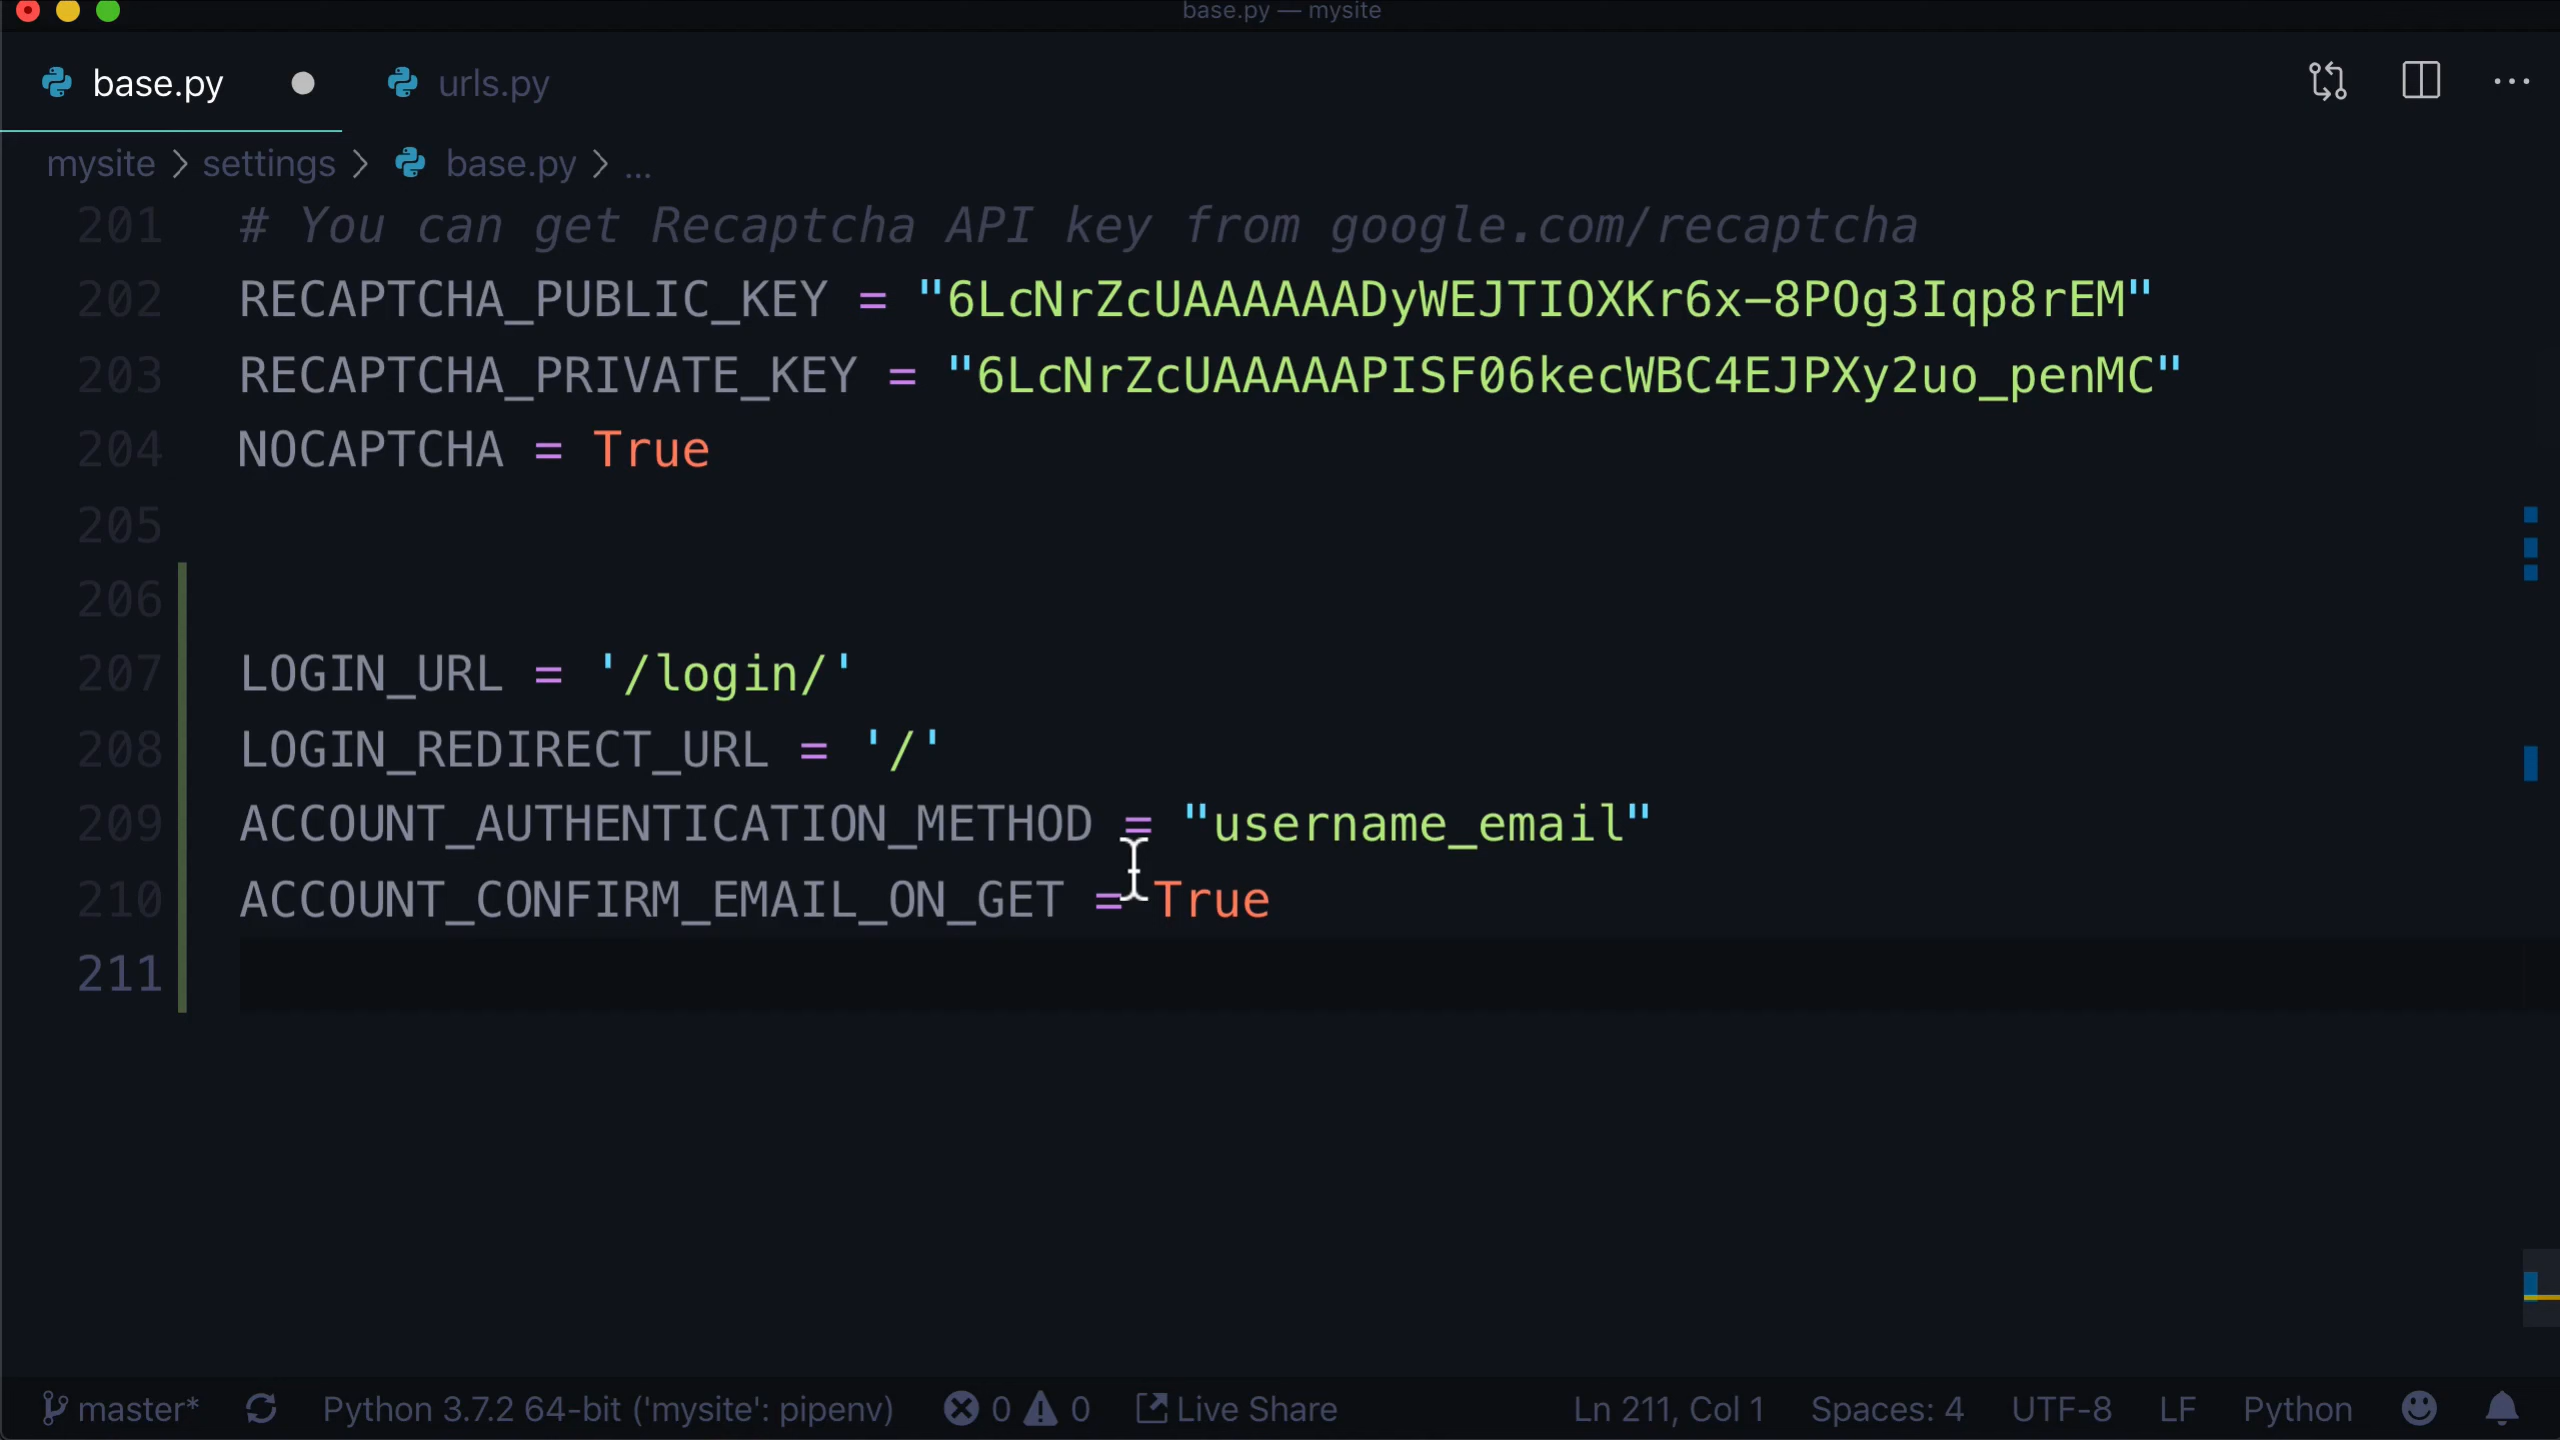 base.py — mysite
base.py urls.py
mysite settings base.py ...
201 # You can get Recaptcha API key from google.com/recaptcha
202 RECAPTCHA_PUBLIC_KEY = "6LcNrZcUAAAAAADyWEJTIOXKr6x-8POg3Iqp8rEM"
203 RECAPTCHA_PRIVATE_KEY = "6LcNrZcUAAAAAPISF06kecWBC4EJPXy2uo_penMC"
204 NOCAPTCHA = True
205
206
207 LOGIN_URL = '/login/'
208 LOGIN_REDIRECT_URL = '/'
209 ACCOUNT_AUTHENTICATION_METHOD = "username_email"
210 ACCOUNT_CONFIRM_EMAIL_ON_GET = True
211
master* Python 3.7.2 64-bit ('mysite': pipenv) 0 0 Live Share Ln 211, Col 1 Spaces: 4 UTF-8 LF Python